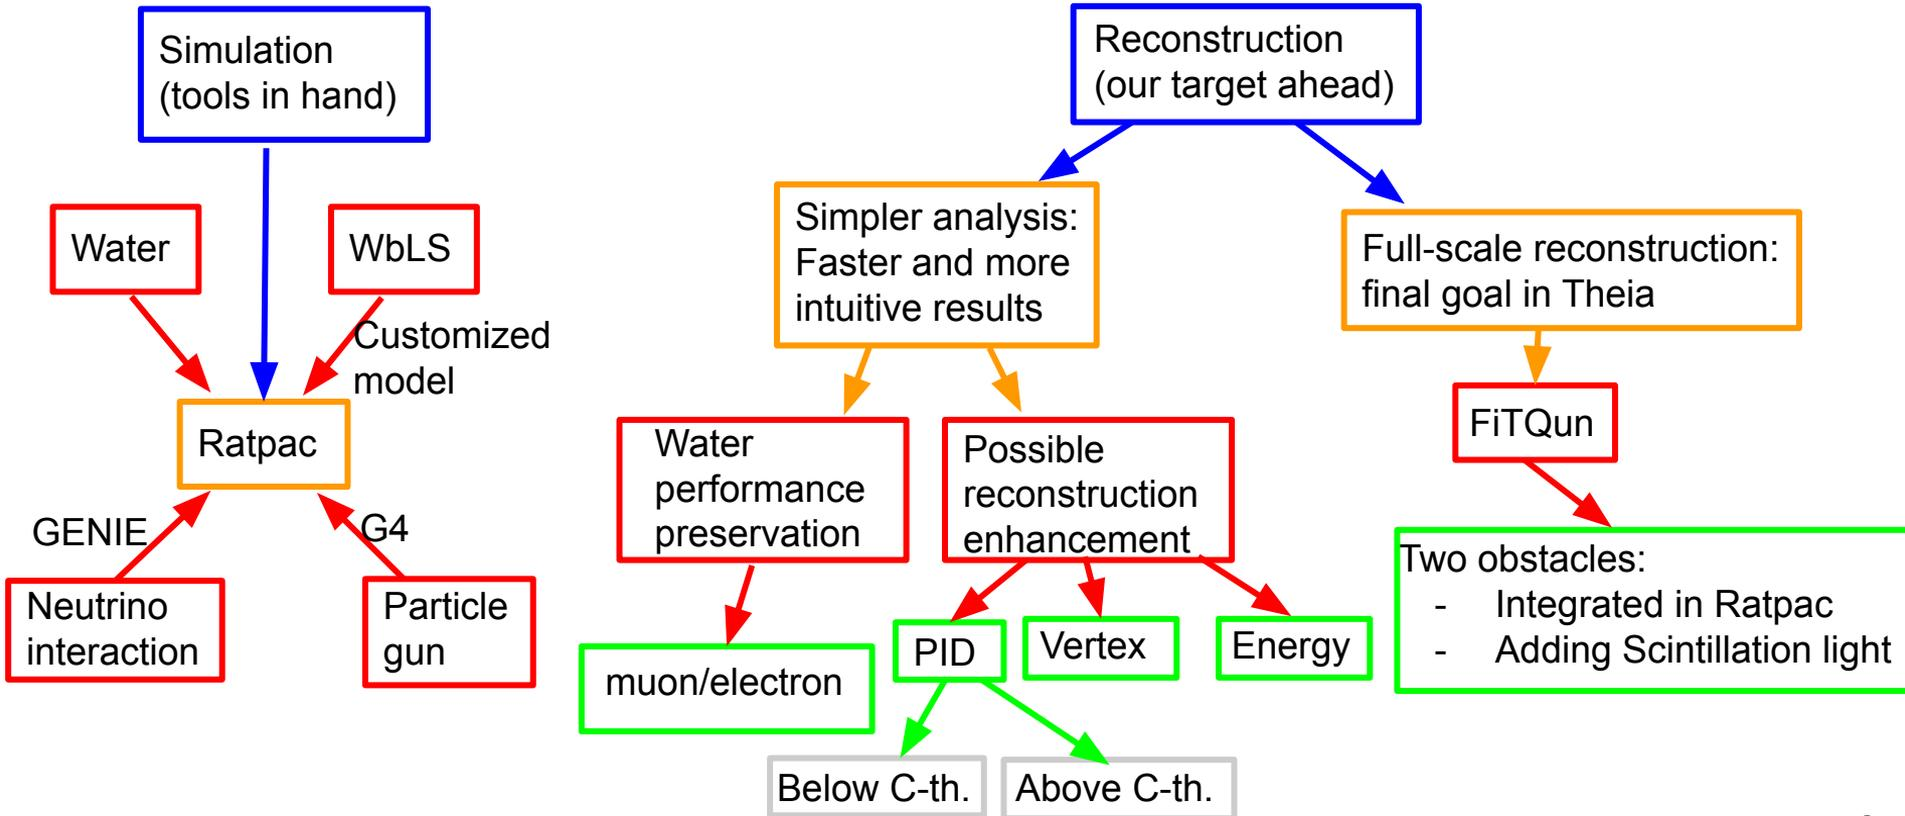 Simulation
(tools in hand)
Water
WbLS
Customized
model
Ratpac
GENIE
G4
Neutrino
interaction
Particle
gun
Reconstruction
(our target ahead)
Simpler analysis:
Faster and more
intuitive results
Full-scale reconstruction:
final goal in Theia
Water
performance
preservation
Possible
reconstruction
enhancement
FiTQun
muon/electron
PID
Vertex
Energy
Two obstacles:
- Integrated in Ratpac
- Adding Scintillation light
Below C-th.
Above C-th.